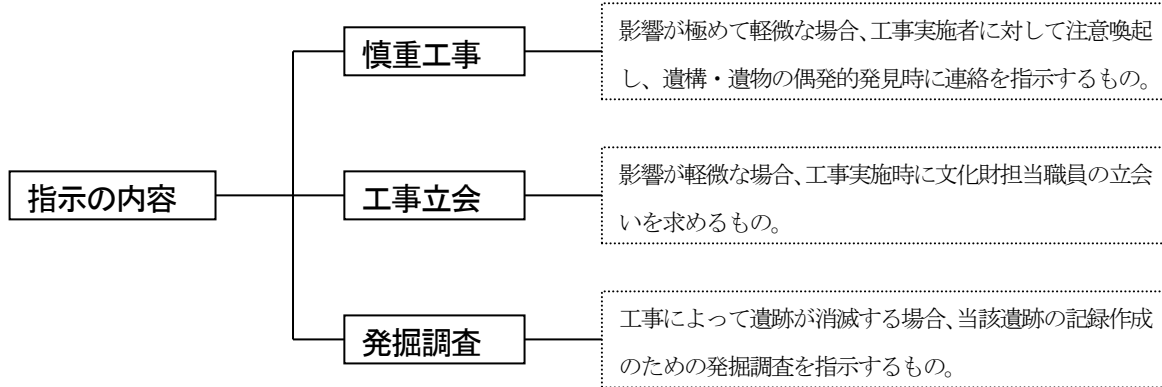 慎重工事
影響が極めて軽微な場合、工事実施者に対して注意喚起
し、遺構・遺物の偶発的発見時に連絡を指示するもの。
指示の内容
工事立会
影響が軽微な場合、工事実施時に文化財担当職員の立会
いを求めるもの。
発掘調査
工事によって遺跡が消滅する場合、当該遺跡の記録作成
のための発掘調査を指示するもの。